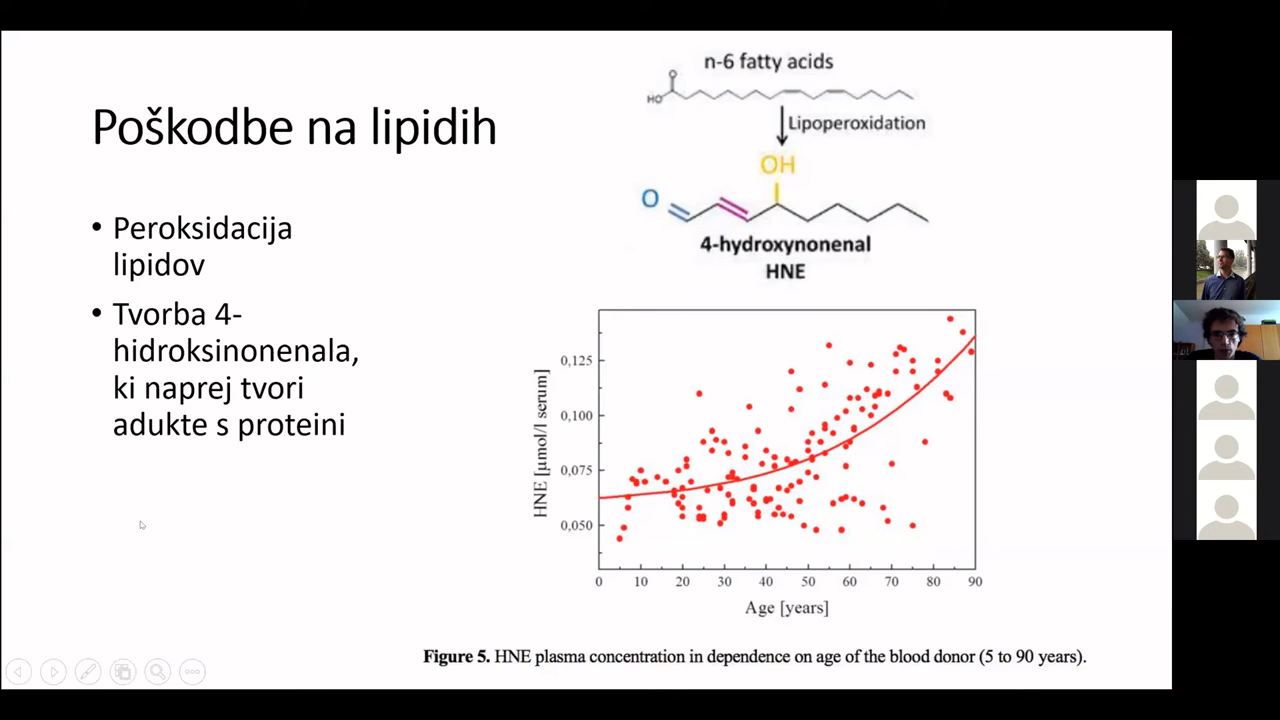 Poškodbe na lipidih
• Peroksidacija
lipidov
• Tvorba 4-
hidroksinonenala,
ki naprej tvori
adukte s proteini
n-6 fatty acids
O
HO
Lipoperoxidation
OH
O
4-hydroxynonenal
HNE
HNE [µmol/l serum]
0,125
0,100
0,075
0,050
0 10 20 30 40 50 60 70 80 90
Age [years]
Figure 5. HNE plasma concentration in dependence on age of the blood donor (5 to 90 years).